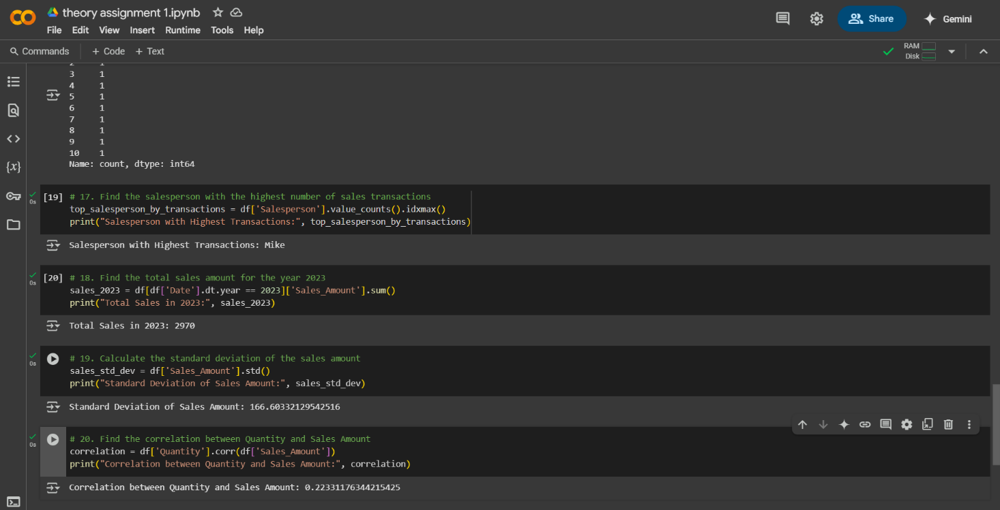 theory assignment 1.ipynb
File Edit View Insert Runtime Tools Help
Share
Gemini
Commands + Code + Text
RAM
Disk
2 1
3 1
4 1
5 1
6 1
7 1
8 1
9 1
10 1
Name: count, dtype: int64
0s
[19] # 17. Find the salesperson with the highest number of sales transactions
top_salesperson_by_transactions = df['Salesperson'].value_counts().idxmax()
print("Salesperson with Highest Transactions:", top_salesperson_by_transactions)
Salesperson with Highest Transactions: Mike
0s
[20] # 18. Find the total sales amount for the year 2023
sales_2023 = df[df['Date'].dt.year == 2023]['Sales_Amount'].sum()
print("Total Sales in 2023:", sales_2023)
Total Sales in 2023: 2970
0s
# 19. Calculate the standard deviation of the sales amount
sales_std_dev = df['Sales_Amount'].std()
print("Standard Deviation of Sales Amount:", sales_std_dev)
Standard Deviation of Sales Amount: 166.60332129542516
0s
# 20. Find the correlation between Quantity and Sales Amount
correlation = df['Quantity'].corr(df['Sales_Amount'])
print("Correlation between Quantity and Sales Amount:", correlation)
Correlation between Quantity and Sales Amount: 0.22331176344215425